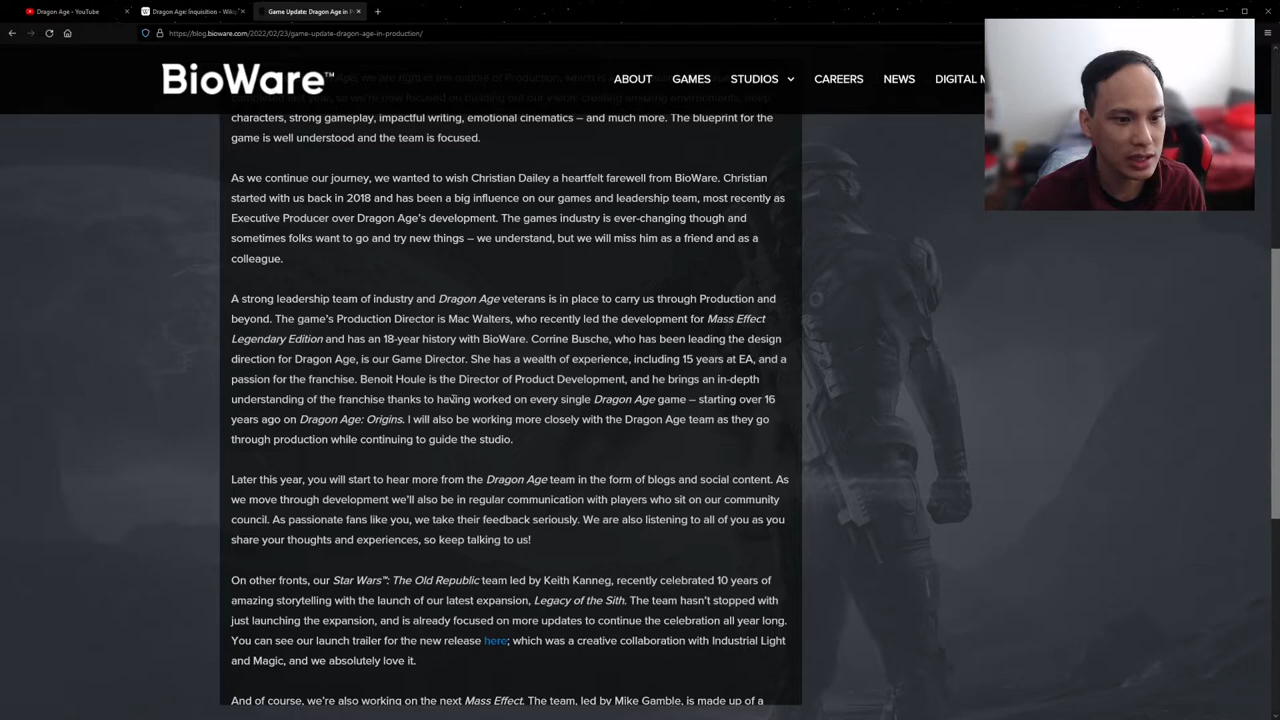 Dragon Age - YouTube
Dragon Age: Inquisition - Wiki
Game Update: Dragon Age in P
https://blog.bioware.com/2022/02/23/game-update-dragon-age-in-production/
BioWare™
ABOUT GAMES STUDIOS CAREERS NEWS DIGITAL M
characters, strong gameplay, impactful writing, emotional cinematics – and much more. The blueprint for the
game is well understood and the team is focused.
As we continue our journey, we wanted to wish Christian Dailey a heartfelt farewell from BioWare. Christian
started with us back in 2018 and has been a big influence on our games and leadership team, most recently as
Executive Producer over Dragon Age's development. The games industry is ever-changing though and
sometimes folks want to go and try new things – we understand, but we will miss him as a friend and as a
colleague.
A strong leadership team of industry and Dragon Age veterans is in place to carry us through Production and
beyond. The game's Production Director is Mac Walters, who recently led the development for Mass Effect
Legendary Edition and has an 18-year history with BioWare. Corrine Busche, who has been leading the design
direction for Dragon Age, is our Game Director. She has a wealth of experience, including 15 years at EA, and a
passion for the franchise. Benoit Houle is the Director of Product Development, and he brings an in-depth
understanding of the franchise thanks to having worked on every single Dragon Age game – starting over 16
years ago on Dragon Age: Origins. I will also be working more closely with the Dragon Age team as they go
through production while continuing to guide the studio.
Later this year, you will start to hear more from the Dragon Age team in the form of blogs and social content. As
we move through development we'll also be in regular communication with players who sit on our community
council. As passionate fans like you, we take their feedback seriously. We are also listening to all of you as you
share your thoughts and experiences, so keep talking to us!
On other fronts, our Star Wars™: The Old Republic team led by Keith Kanneg, recently celebrated 10 years of
amazing storytelling with the launch of our latest expansion, Legacy of the Sith. The team hasn't stopped with
just launching the expansion, and is already focused on more updates to continue the celebration all year long.
You can see our launch trailer for the new release here; which was a creative collaboration with Industrial Light
and Magic, and we absolutely love it.
And of course, we're also working on the next Mass Effect. The team, led by Mike Gamble, is made up of a